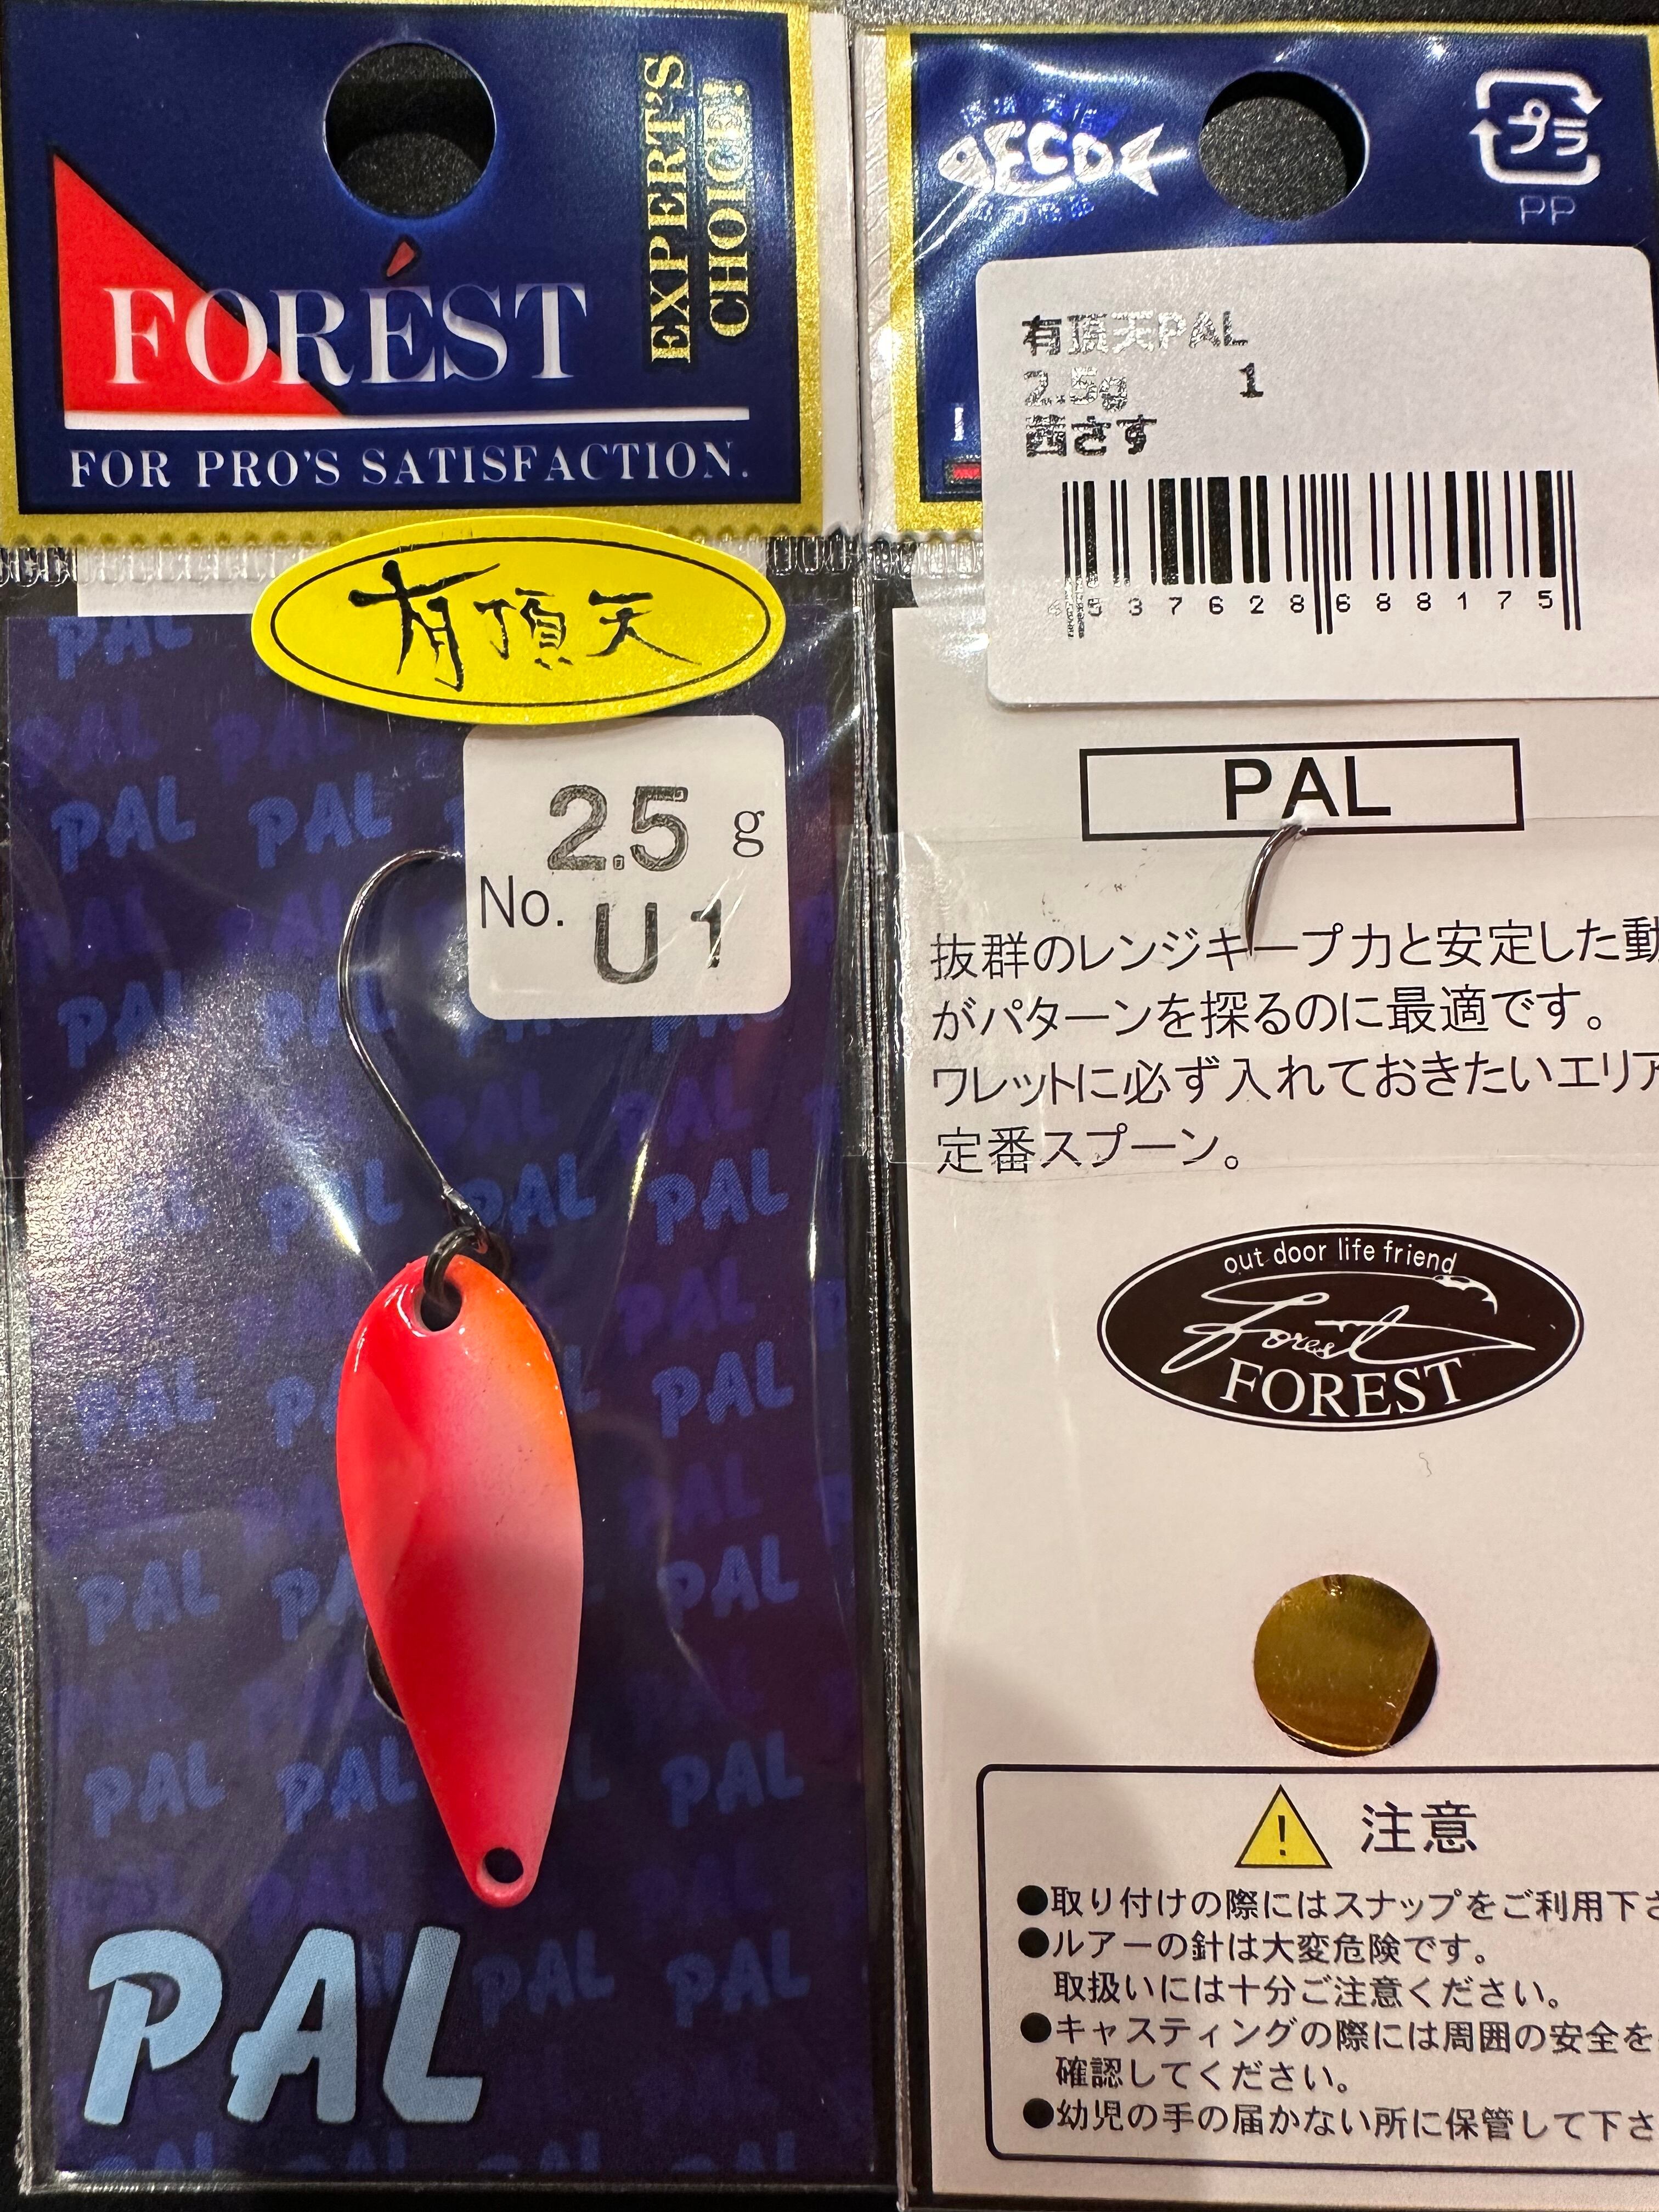 FORÉST
EXPERT'S
CHOICE!
FOR PRO'S SATISFACTION.
有頂天
2.5 g
No. U1
PAL
ECO
プラ
PP
有頂天PAL
2.5g 1
茜さす
537628688175
PAL
抜群のレンジキープ力と安定した動
がパターンを探るのに最適です。
ワレットに必ず入れておきたいエリア
定番スプーン。
out door life friend
Forest
FOREST
注意
●取り付けの際にはスナップをご利用下さ
●ルアーの針は大変危険です。
取扱いには十分ご注意ください。
●キャスティングの際には周囲の安全を
確認してください。
●幼児の手の届かない所に保管して下さ